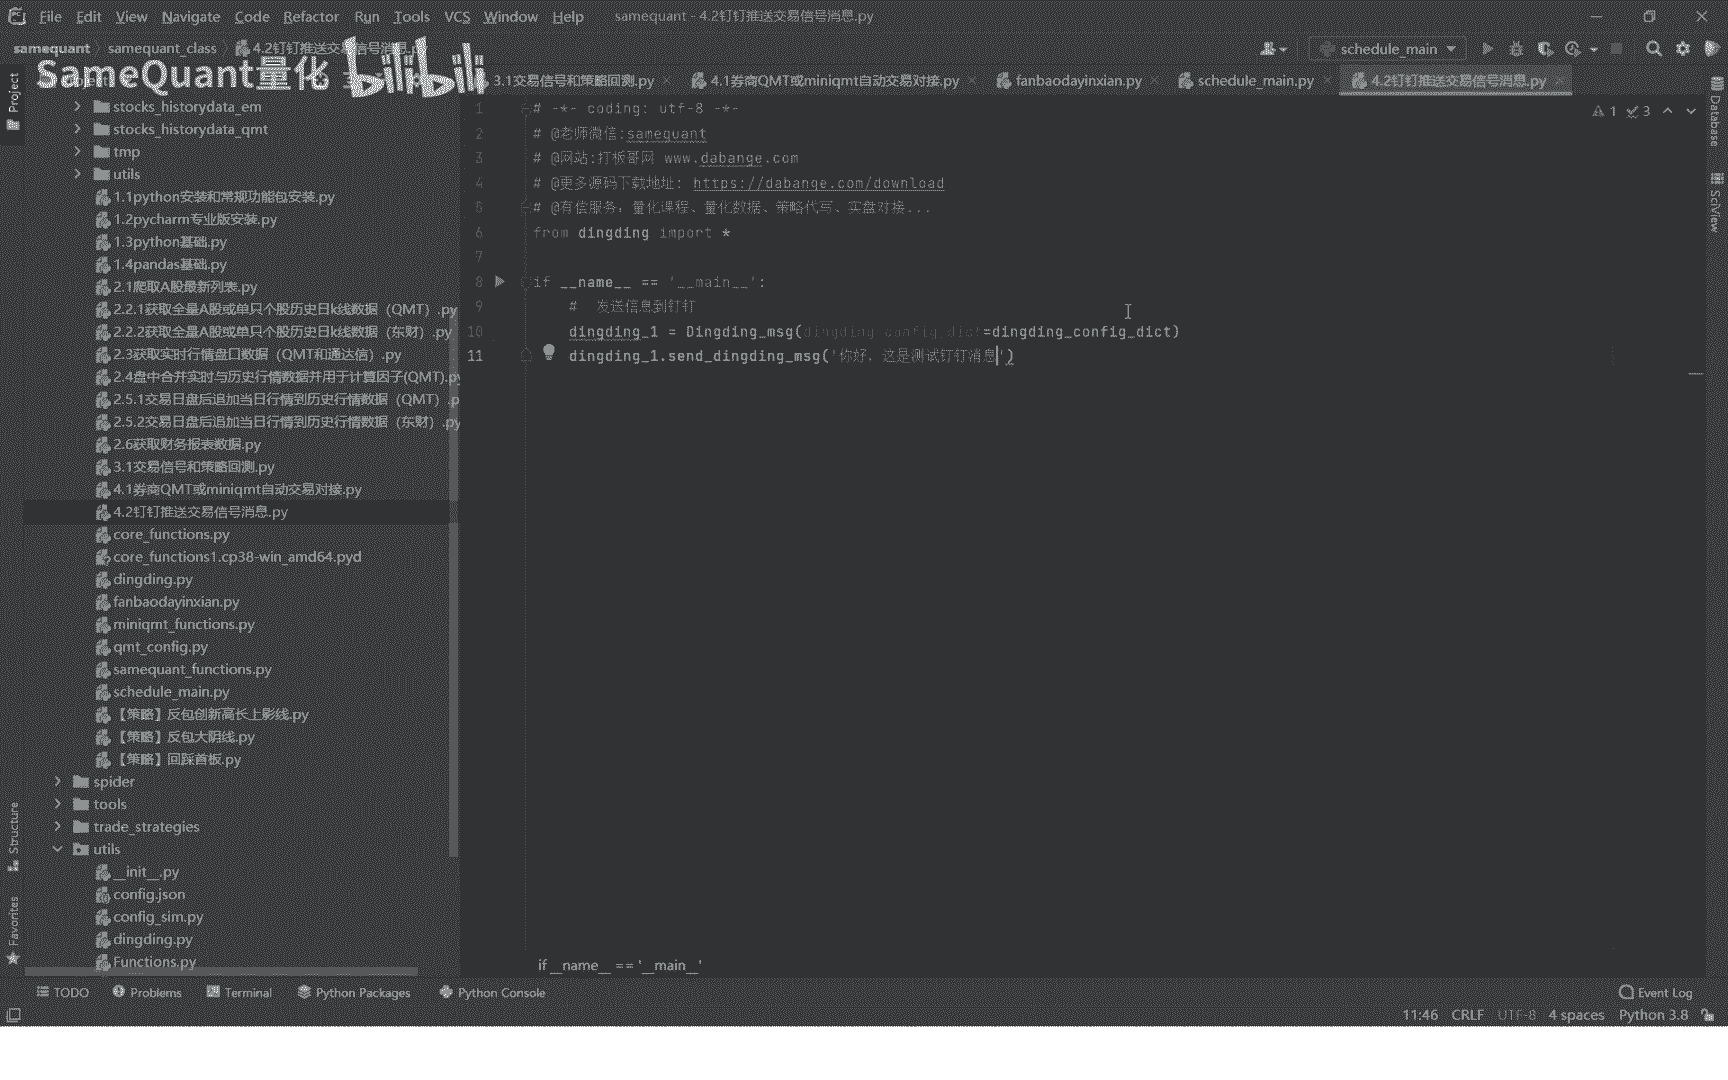 File Edit View Navigate Code Refactor Run Tools VCS Window Help samequant - 4.2钉钉推送交易信号消息.py
samequant samequant_class 4.2钉钉推送交易信号消息.py
schedule_main
SameQuant量化 bilibili
3.1交易信号和策略回测.py 4.1券商QMT或miniqmt自动交易对接.py fanbaodayinxian.py schedule_main.py 4.2钉钉推送交易信号消息.py
Project
stocks_historydata_em
stocks_historydata_qmt
tmp
utils
1.1python安装和常规功能包安装.py
1.2pycharm专业版安装.py
1.3python基础.py
1.4pandas基础.py
2.1爬取A股最新列表.py
2.2.1获取全量A股或单只个股历史日k线数据（QMT）.py
2.2.2获取全量A股或单只个股历史日k线数据（东财）.py
2.3获取实时行情盘口数据（QMT和通达信）.py
2.4盘中合并实时与历史行情数据并用于计算因子(QMT).py
2.5.1交易日盘后追加当日行情到历史行情数据（QMT）.p
2.5.2交易日盘后追加当日行情到历史行情数据（东财）.py
2.6获取财务报表数据.py
3.1交易信号和策略回测.py
4.1券商QMT或miniqmt自动交易对接.py
4.2钉钉推送交易信号消息.py
core_functions.py
core_functions1.cp38-win_amd64.pyd
dingding.py
fanbaodayinxian.py
miniqmt_functions.py
qmt_config.py
samequant_functions.py
schedule_main.py
【策略】反包创新高长上影线.py
【策略】反包大阴线.py
【策略】回踩首板.py
spider
tools
trade_strategies
utils
__init__.py
config.json
config_sim.py
dingding.py
Functions.py
Structure
Favorites
1 # -*- coding: utf-8 -*-
2 # @老师微信:samequant
3 # @网站:打板哥网 www.dabange.com
4 # @更多源码下载地址: https://dabange.com/download
5 # @有偿服务：量化课程、量化数据、策略代写、实盘对接...
6 from dingding import *
7
8 if __name__ == '__main__':
9 # 发送信息到钉钉
10 dingding_1 = Dingding_msg(dingding_config_dict=dingding_config_dict)
11 dingding_1.send_dingding_msg('你好，这是测试钉钉消息')
1 3
Database
SciView
if __name__ == '__main__'
TODO Problems Terminal Python Packages Python Console Event Log
11:46 CRLF UTF-8 4 spaces Python 3.8